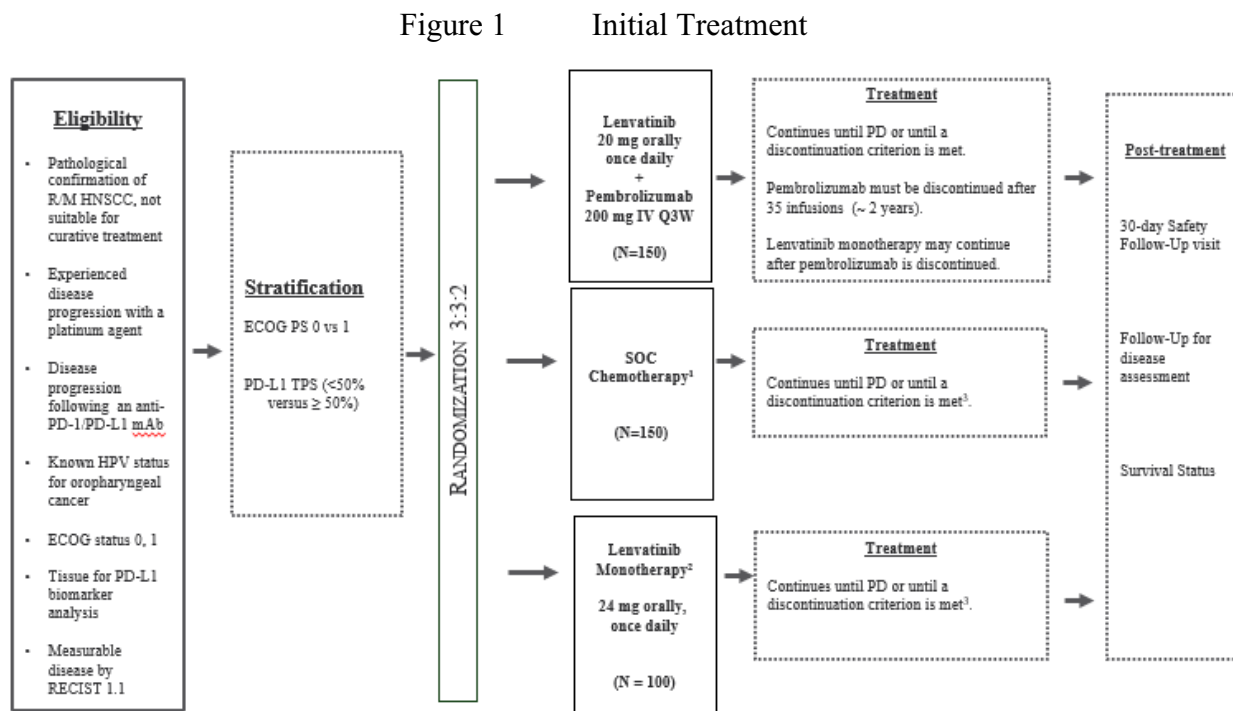 Figure 1 Initial Treatment
Eligibility
• Pathological
confirmation of
R/M HNSCC, not
suitable for
curative treatment
• Experienced
disease
progression with a
platinum agent
• Disease
progression
following an anti-
PD-1/PD-L1 mAb
• Known HPV status
for oropharyngeal
cancer
• ECOG status 0, 1
• Tissue for PD-L1
biomarker
analysis
• Measurable
disease by
RECIST 1.1
Stratification
ECOG PS 0 vs 1
PD-L1 TPS (<50%
versus ≥ 50%)
RANDOMIZATION 3:3:2
Lenvatinib
20 mg orally
once daily
+
Pembrolizumab
200 mg IV Q3W
(N=150)
Treatment
Continues until PD or until a
discontinuation criterion is met.
Pembrolizumab must be discontinued after
35 infusions (~ 2 years).
Lenvatinib monotherapy may continue
after pembrolizumab is discontinued.
SOC
Chemotherapy¹
(N=150)
Treatment
Continues until PD or until a
discontinuation criterion is met³.
Lenvatinib
Monotherapy²
24 mg orally,
once daily
(N = 100)
Treatment
Continues until PD or until a
discontinuation criterion is met³.
Post-treatment
30-day Safety
Follow-Up visit
Follow-Up for
disease
assessment
Survival Status